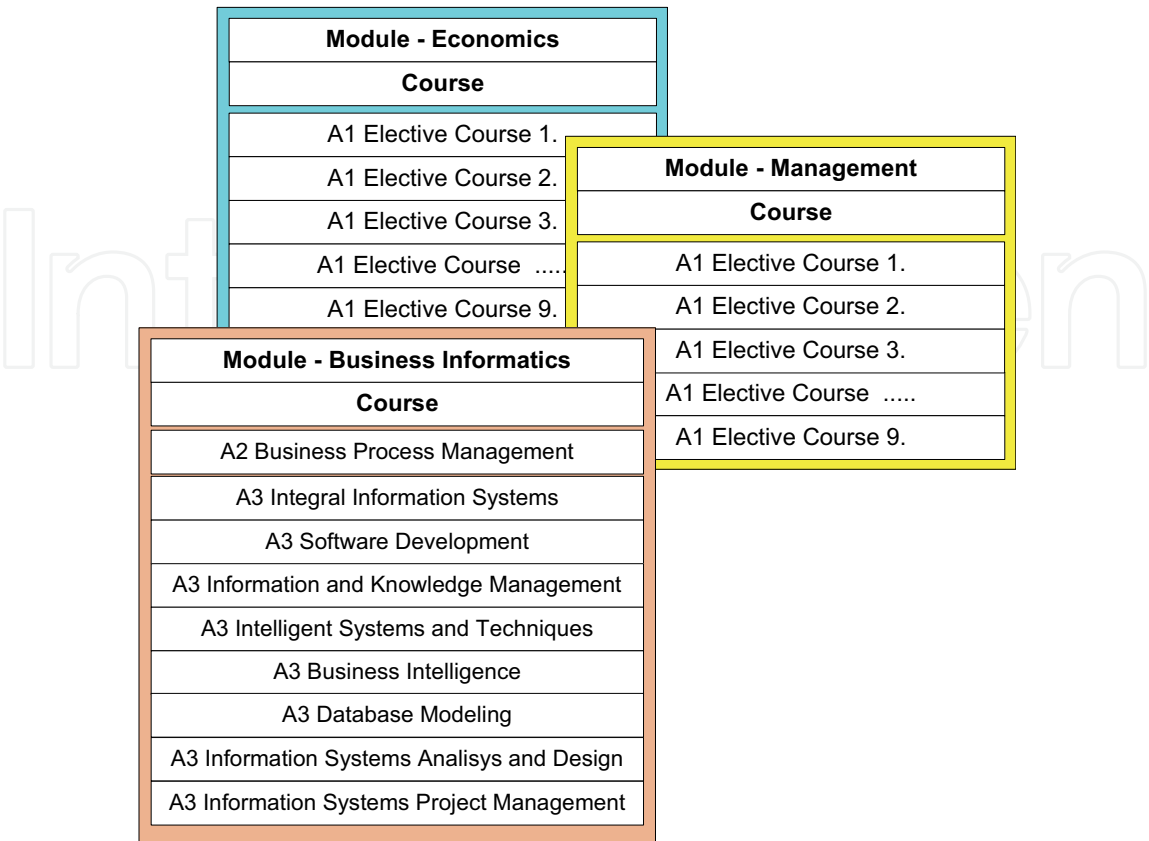 Module - Economics
Course
A1 Elective Course 1.
A1 Elective Course 2.
A1 Elective Course 3.
A1 Elective Course .....
A1 Elective Course 9.
Module - Management
Course
A1 Elective Course 1.
A1 Elective Course 2.
A1 Elective Course 3.
A1 Elective Course .....
A1 Elective Course 9.
Module - Business Informatics
Course
A2 Business Process Management
A3 Integral Information Systems
A3 Software Development
A3 Information and Knowledge Management
A3 Intelligent Systems and Techniques
A3 Business Intelligence
A3 Database Modeling
A3 Information Systems Analisys and Design
A3 Information Systems Project Management